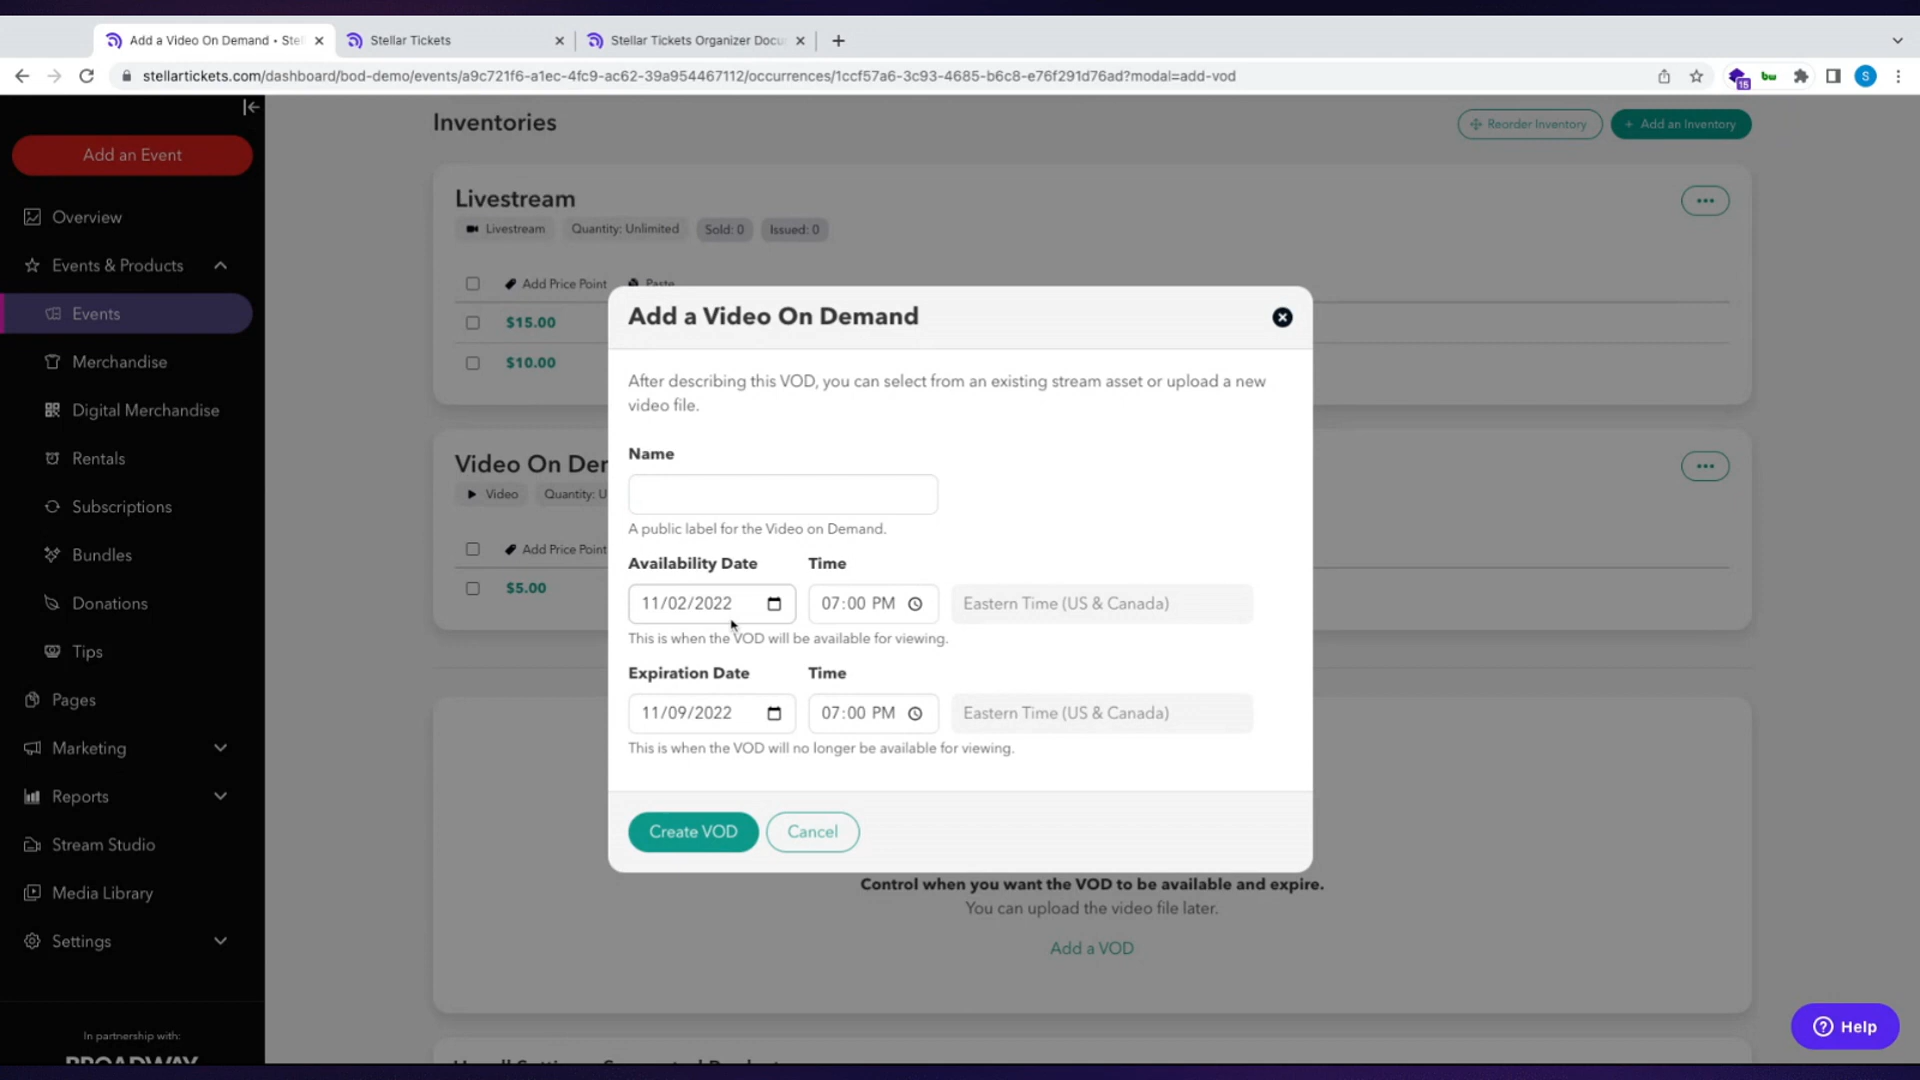 Add a Video On Demand • Stel
Stellar Tickets
Stellar Tickets Organizer Docu
stellartickets.com/dashboard/bod-demo/events/a9c721f6-a1ec-4fc9-ac62-39a954467112/occurrences/1ccf57a6-3c93-4685-b6c8-e76f291d76ad?modal=add-vod
15
bw
S
Add an Event
Overview
Events & Products
Events
Merchandise
Digital Merchandise
Rentals
Subscriptions
Bundles
Donations
Tips
Pages
Marketing
Reports
Stream Studio
Media Library
Settings
In partnership with:
BROADWAY
Inventories
Reorder Inventory
+ Add an Inventory
Livestream
Livestream Quantity: Unlimited Sold: 0 Issued: 0
Add Price Point Paste
$15.00
$10.00
Video On De
Video Quantity: U
Add Price Point
$5.00
Add a Video On Demand
After describing this VOD, you can select from an existing stream asset or upload a new
video file.
Name
A public label for the Video on Demand.
Availability Date Time
11/02/2022 07:00 PM Eastern Time (US & Canada)
This is when the VOD will be available for viewing.
Expiration Date Time
11/09/2022 07:00 PM Eastern Time (US & Canada)
This is when the VOD will no longer be available for viewing.
Create VOD Cancel
Control when you want the VOD to be available and expire.
You can upload the video file later.
Add a VOD
Help